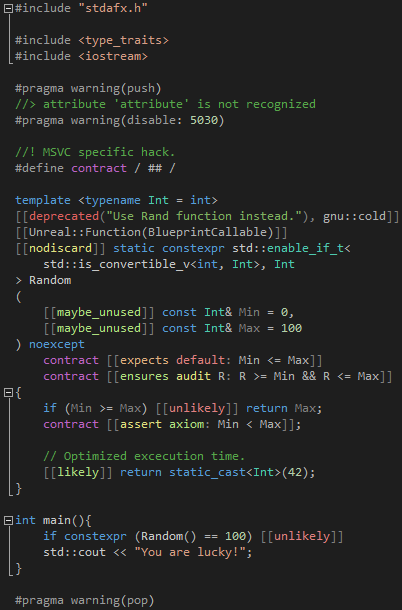 #include "stdafx.h"
#include <type_traits>
#include <iostream>
#pragma warning(push)
//> attribute 'attribute' is not recognized
#pragma warning(disable: 5030)
//! MSVC specific hack.
#define contract / ## /
template <typename Int = int>
[[deprecated("Use Rand function instead."), gnu::cold]]
[[Unreal::Function(BlueprintCallable)]]
[[nodiscard]] static constexpr std::enable_if_t<
std::is_convertible_v<int, Int>, Int
> Random
(
[[maybe_unused]] const Int& Min = 0,
[[maybe_unused]] const Int& Max = 100
) noexcept
contract [[expects default: Min <= Max]]
contract [[ensures audit R: R >= Min && R <= Max]]
{
if (Min >= Max) [[unlikely]] return Max;
contract [[assert axiom: Min < Max]];
// Optimized excecution time.
[[likely]] return static_cast<Int>(42);
}
int main(){
if constexpr (Random() == 100) [[unlikely]]
std::cout << "You are lucky!";
}
#pragma warning(pop)